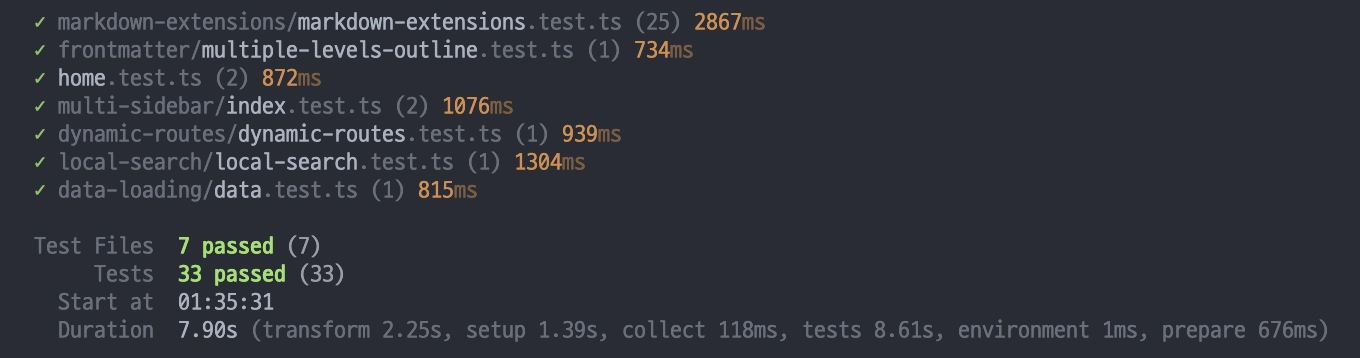 ✓ markdown-extensions/markdown-extensions.test.ts (25) 2867ms
✓ frontmatter/multiple-levels-outline.test.ts (1) 734ms
✓ home.test.ts (2) 872ms
✓ multi-sidebar/index.test.ts (2) 1076ms
✓ dynamic-routes/dynamic-routes.test.ts (1) 939ms
✓ local-search/local-search.test.ts (1) 1304ms
✓ data-loading/data.test.ts (1) 815ms
Test Files 7 passed (7)
Tests 33 passed (33)
Start at 01:35:31
Duration 7.90s (transform 2.25s, setup 1.39s, collect 118ms, tests 8.61s, environment 1ms, prepare 676ms)